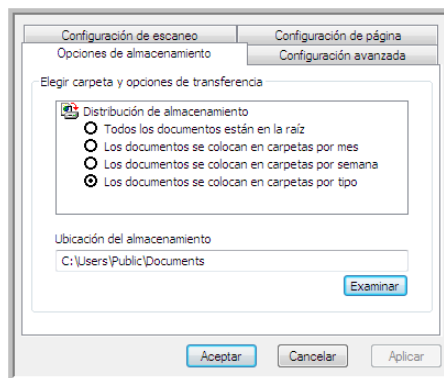 Configuración de escaneo
Configuración de página
Opciones de almacenamiento
Configuración avanzada
Elegir carpeta y opciones de transferencia
Distribución de almacenamiento
Todos los documentos están en la raíz
Los documentos se colocan en carpetas por mes
Los documentos se colocan en carpetas por semana
Los documentos se colocan en carpetas por tipo
Ubicación del almacenamiento
C:\Users\Public\Documents
Examinar
Aceptar
Cancelar
Aplicar